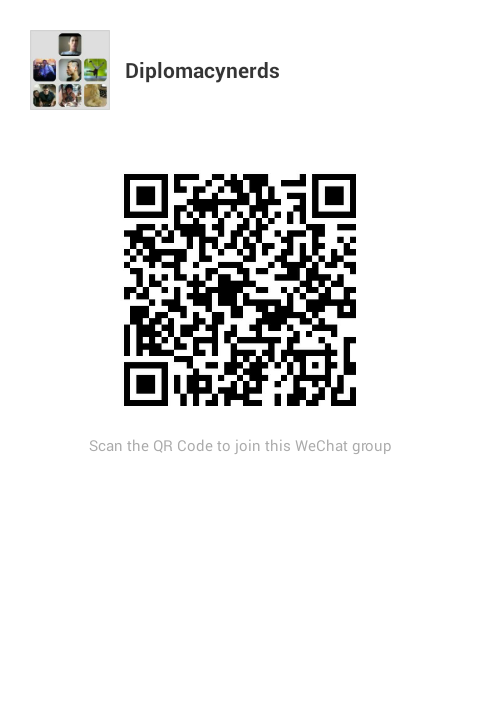 Diplomacynerds
Scan the QR Code to join this WeChat group